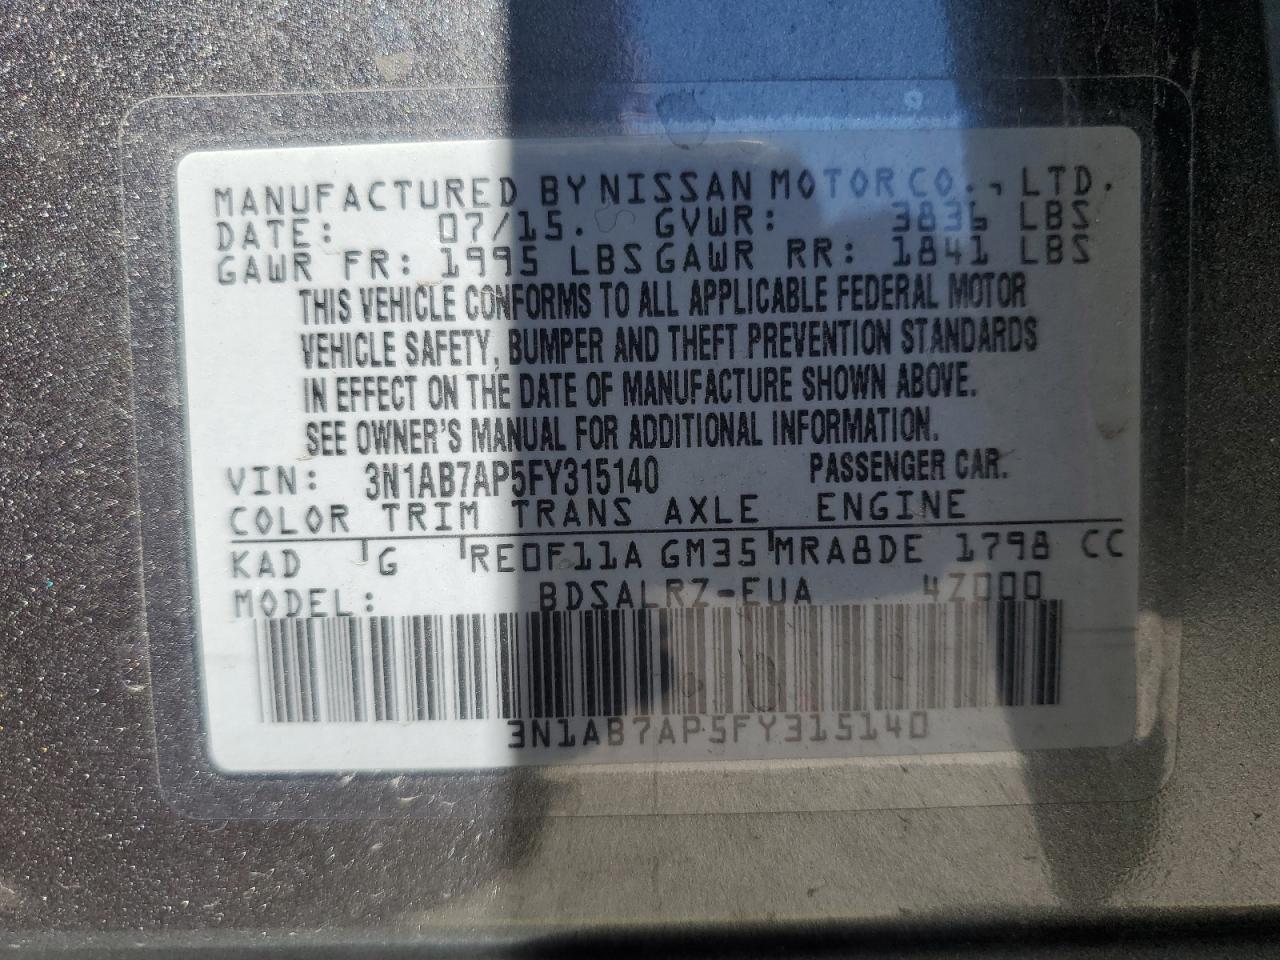 MANUFACTURED BY NISSAN MOTOR CO., LTD.
DATE: 07/15. GVWR: 3836 LBS
GAWR FR: 1995 LBS GAWR RR: 1841 LBS
THIS VEHICLE CONFORMS TO ALL APPLICABLE FEDERAL MOTOR
VEHICLE SAFETY, BUMPER AND THEFT PREVENTION STANDARDS
IN EFFECT ON THE DATE OF MANUFACTURE SHOWN ABOVE.
SEE OWNER'S MANUAL FOR ADDITIONAL INFORMATION.
VIN: 3N1AB7AP5FY315140 PASSENGER CAR.
COLOR TRIM TRANS AXLE ENGINE
KAD G RE0F11A GM35 MRA8DE 1798 CC
MODEL: BDSALRZ-EUA 4Z000
3N1AB7AP5FY315140